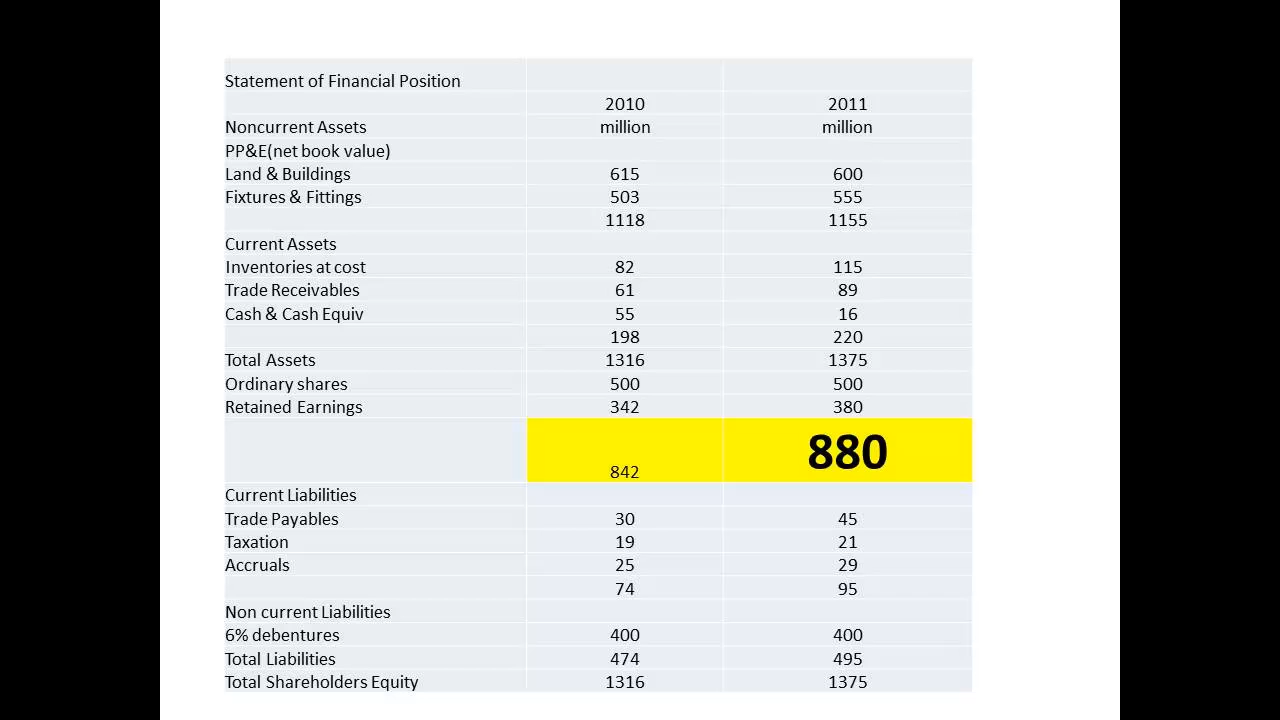 Statement of Financial Position
2010 2011
Noncurrent Assets million million
PP&E(net book value)
Land & Buildings 615 600
Fixtures & Fittings 503 555
1118 1155
Current Assets
Inventories at cost 82 115
Trade Receivables 61 89
Cash & Cash Equiv 55 16
198 220
Total Assets 1316 1375
Ordinary shares 500 500
Retained Earnings 342 380
842 880
Current Liabilities
Trade Payables 30 45
Taxation 19 21
Accruals 25 29
74 95
Non current Liabilities
6% debentures 400 400
Total Liabilities 474 495
Total Shareholders Equity 1316 1375